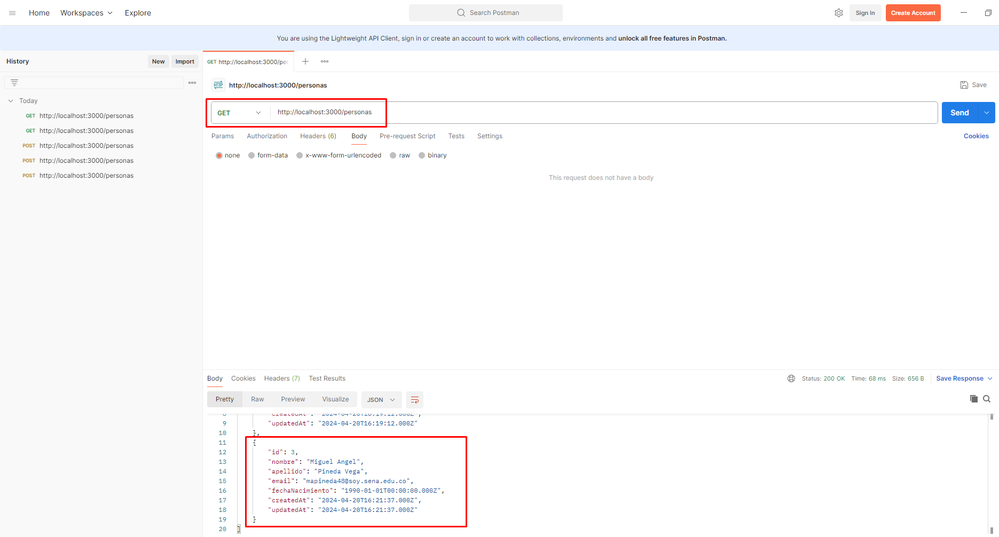 Home Workspaces Explore
Search Postman
Sign In Create Account
You are using the Lightweight API Client, sign in or create an account to work with collections, environments and unlock all free features in Postman.
History New Import
Today
GET http://localhost:3000/personas
GET http://localhost:3000/personas
POST http://localhost:3000/personas
POST http://localhost:3000/personas
POST http://localhost:3000/personas
GET http://localhost:3000/per
HTTP http://localhost:3000/personas
Save
GET http://localhost:3000/personas
Send
Params Authorization Headers (6) Body Pre-request Script Tests Settings
Cookies
none form-data x-www-form-urlencoded raw binary
This request does not have a body
Body Cookies Headers (7) Test Results
Status: 200 OK Time: 68 ms Size: 656 B Save Response
Pretty Raw Preview Visualize JSON
8 "createdAt": "2024-04-20T16:19:12.000Z",
9 "updatedAt": "2024-04-20T16:19:12.000Z"
10 },
11 {
12 "id": 3,
13 "nombre": "Miguel Angel",
14 "apellido": "Pineda Vega",
15 "email": "mapineda48@soy.sena.edu.co",
16 "fechaNacimiento": "1990-01-01T00:00:00.000Z",
17 "createdAt": "2024-04-20T16:21:37.000Z",
18 "updatedAt": "2024-04-20T16:21:37.000Z"
19 }
20 ]